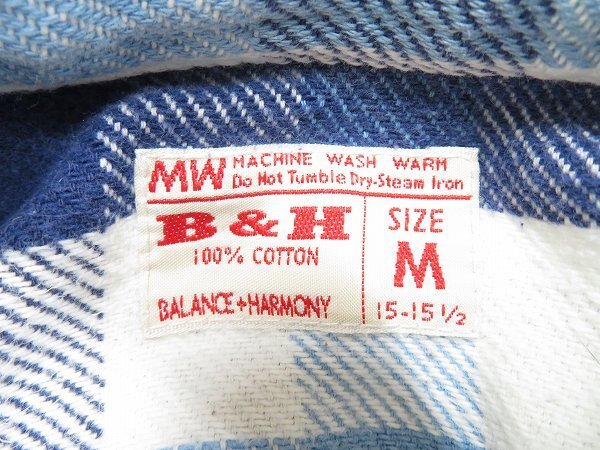 MW MACHINE WASH WARM
Do Not Tumble Dry-Steam Iron
B & H
100% COTTON
BALANCE+HARMONY
SIZE
M
15-15 1/2